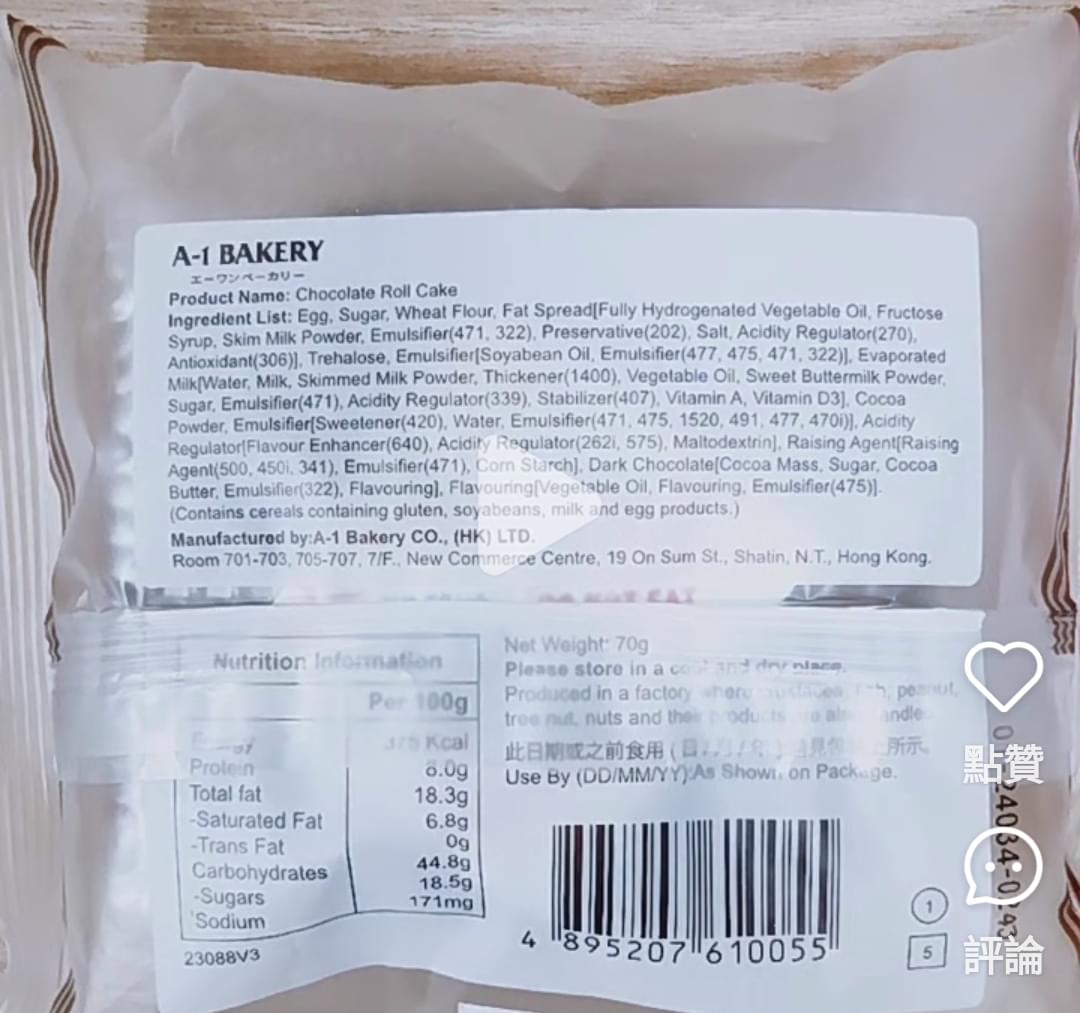 A-1 BAKERY
エーワンベーカリー
Product Name: Chocolate Roll Cake
Ingredient List: Egg, Sugar, Wheat Flour, Fat Spread[Fully Hydrogenated Vegetable Oil, Fructose
Syrup, Skim Milk Powder, Emulsifier(471, 322), Preservative(202), Salt, Acidity Regulator(270),
Antioxidant(306)], Trehalose, Emulsifier[Soyabean Oil, Emulsifier(477, 475, 471, 322)], Evaporated
Milk[Water, Milk, Skimmed Milk Powder, Thickener(1400), Vegetable Oil, Sweet Buttermilk Powder,
Sugar, Emulsifier(471), Acidity Regulator(339), Stabilizer(407), Vitamin A, Vitamin D3], Cocoa
Powder, Emulsifier[Sweetener(420), Water, Emulsifier(471, 475, 1520, 491, 477, 470i)], Acidity
Regulator[Flavour Enhancer(640), Acidity Regulator(262i, 575), Maltodextrin], Raising Agent[Raising
Agent(500, 450i, 341), Emulsifier(471), Corn Starch], Dark Chocolate[Cocoa Mass, Sugar, Cocoa
Butter, Emulsifier(322), Flavouring], Flavouring[Vegetable Oil, Flavouring, Emulsifier(475)].
(Contains cereals containing gluten, soyabeans, milk and egg products.)
Manufactured by:A-1 Bakery CO., (HK) LTD.
Room 701-703, 705-707, 7/F., New Commerce Centre, 19 On Sum St., Shatin, N.T., Hong Kong.
DO NOT EAT
Nutrition Information
Per 100g
Kcal
Protein 8.0g
Total fat 18.3g
-Saturated Fat 6.8g
-Trans Fat 0g
Carbohydrates 44.8g
-Sugars 18.5g
Sodium 171mg
23088V3
Net Weight: 70g
Please store in a cool and dry place.
Produced in a factory where peanut,
tree nut, nuts and their products
此日期或之前食用 (日/月/年) 所示。
Use By (DD/MM/YY):As Shown on Package.
4 895207 610055
1
5
點贊
評論